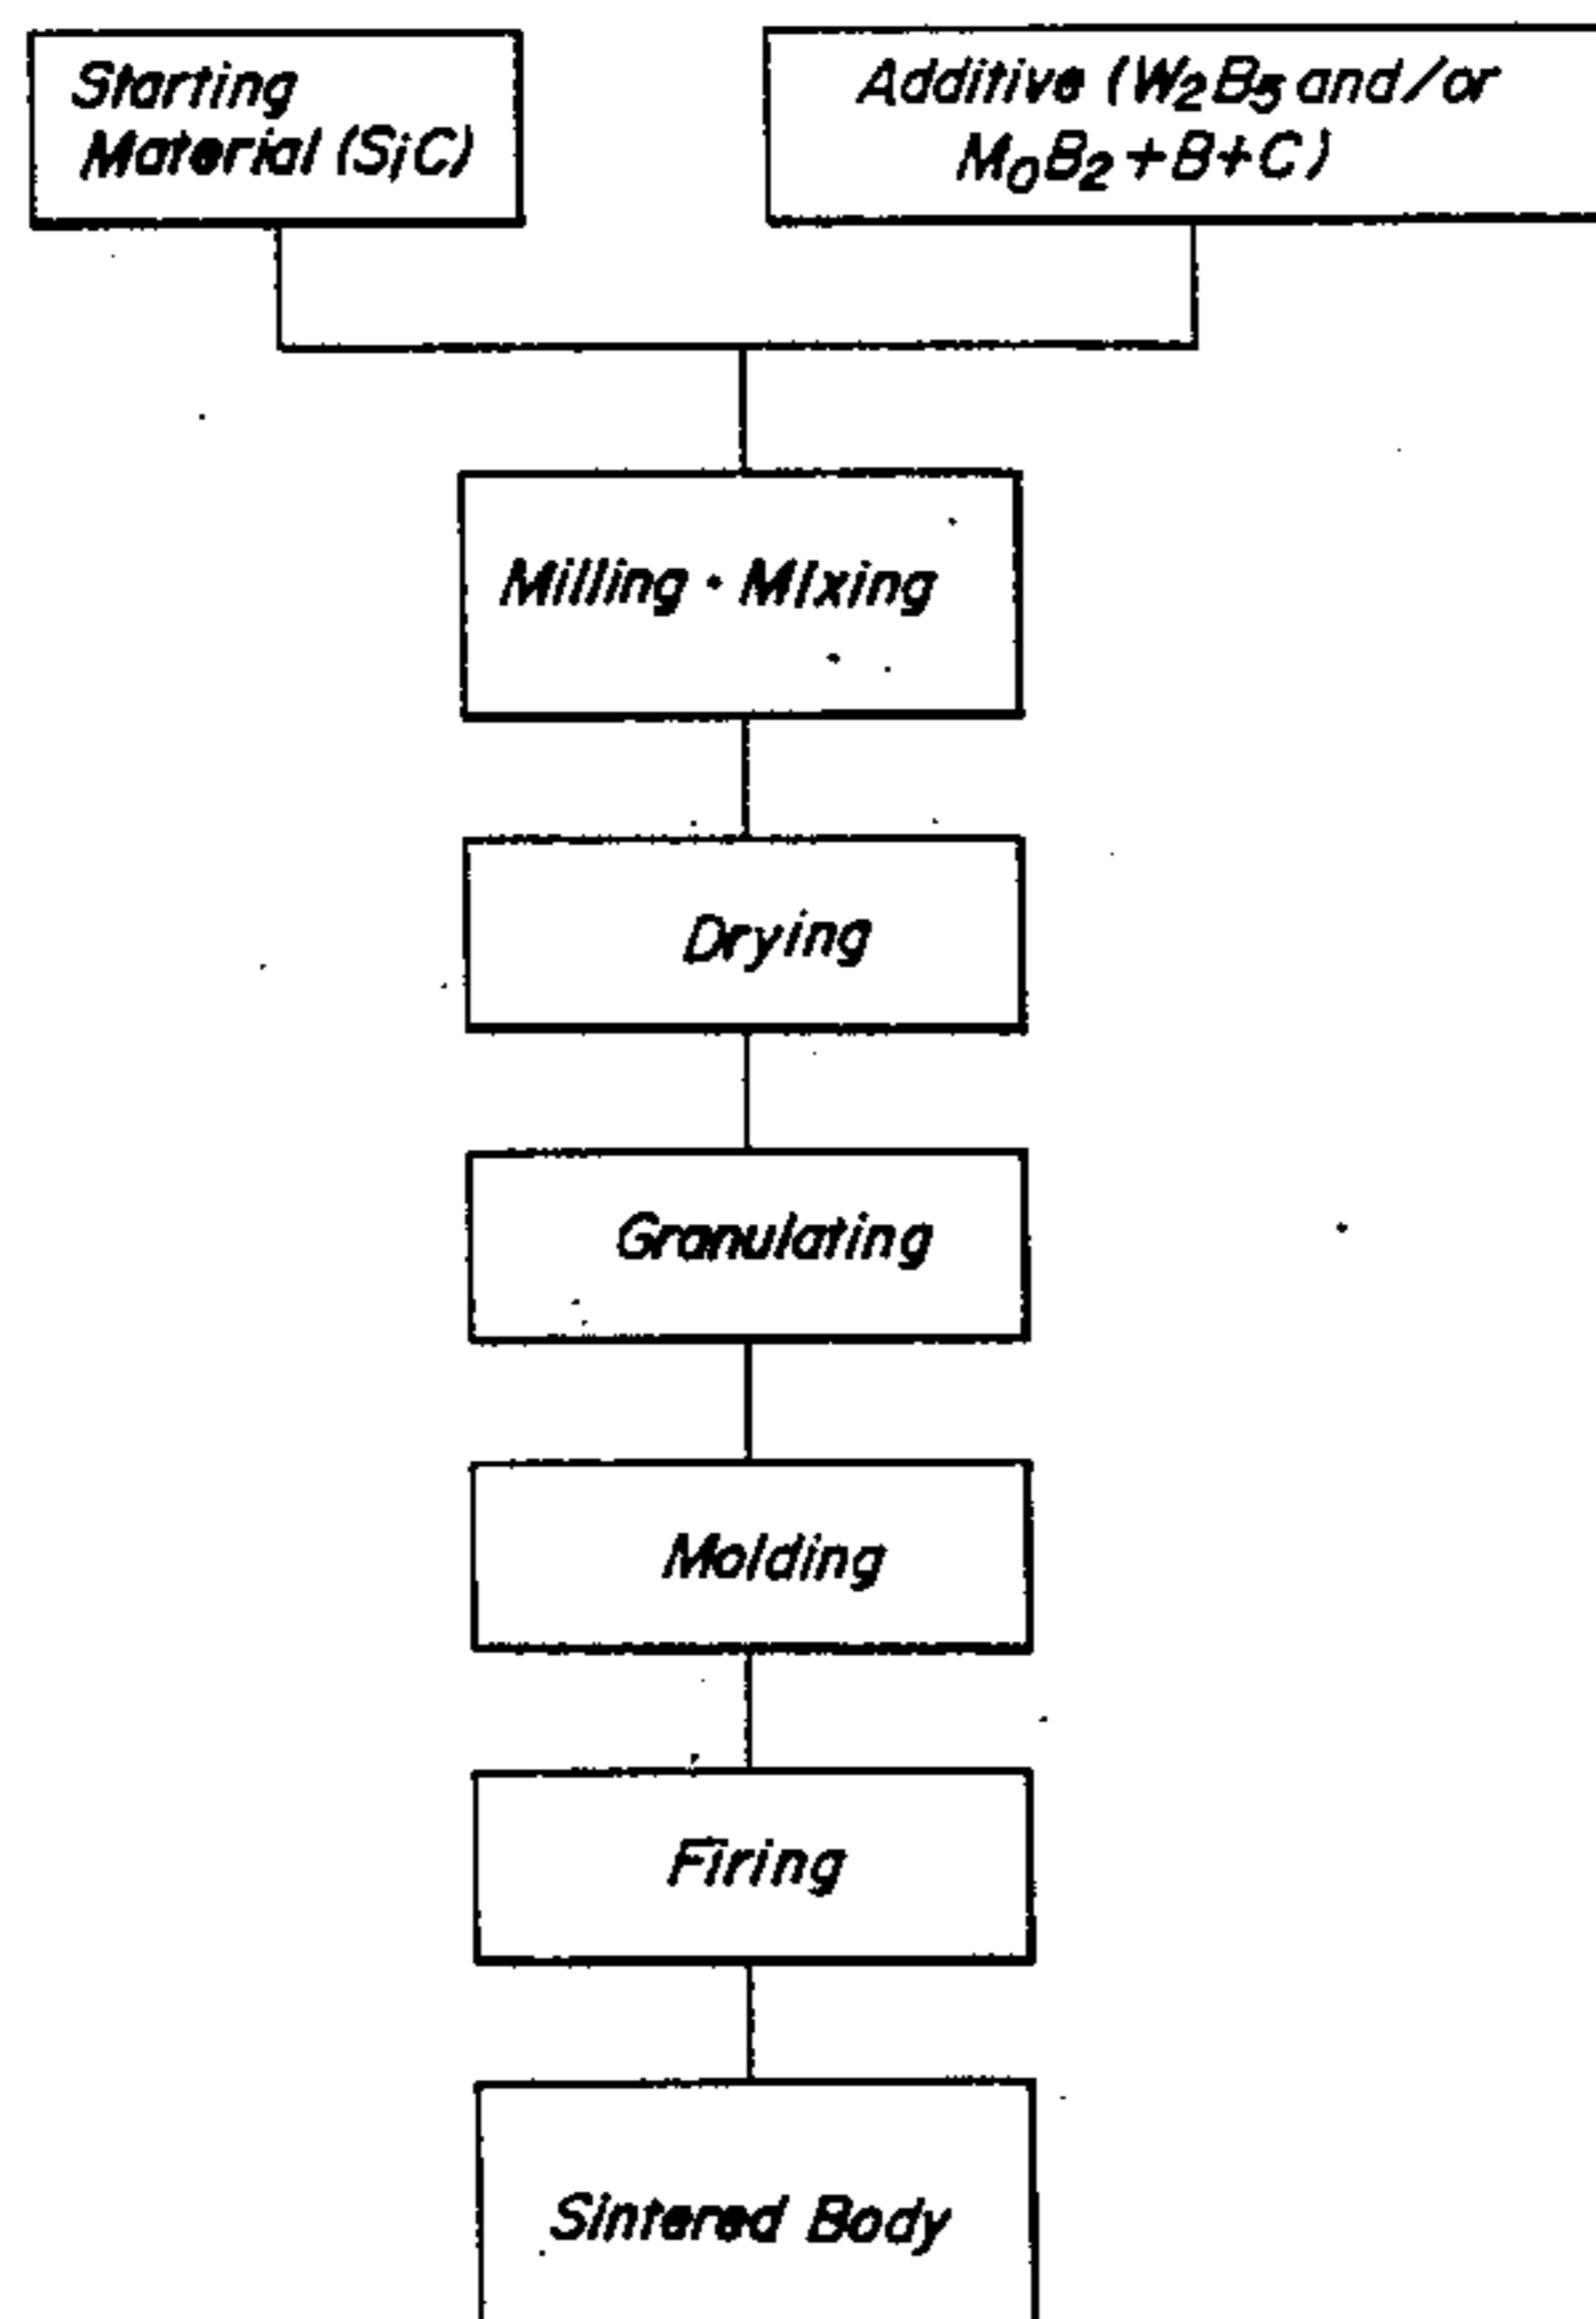 Starting
Material (SiC)
Additive (W₂B₅ and/or
MoB₂+B+C)
Milling · MIxing
Drying
Granulating
Molding
Firing
Sintered Body